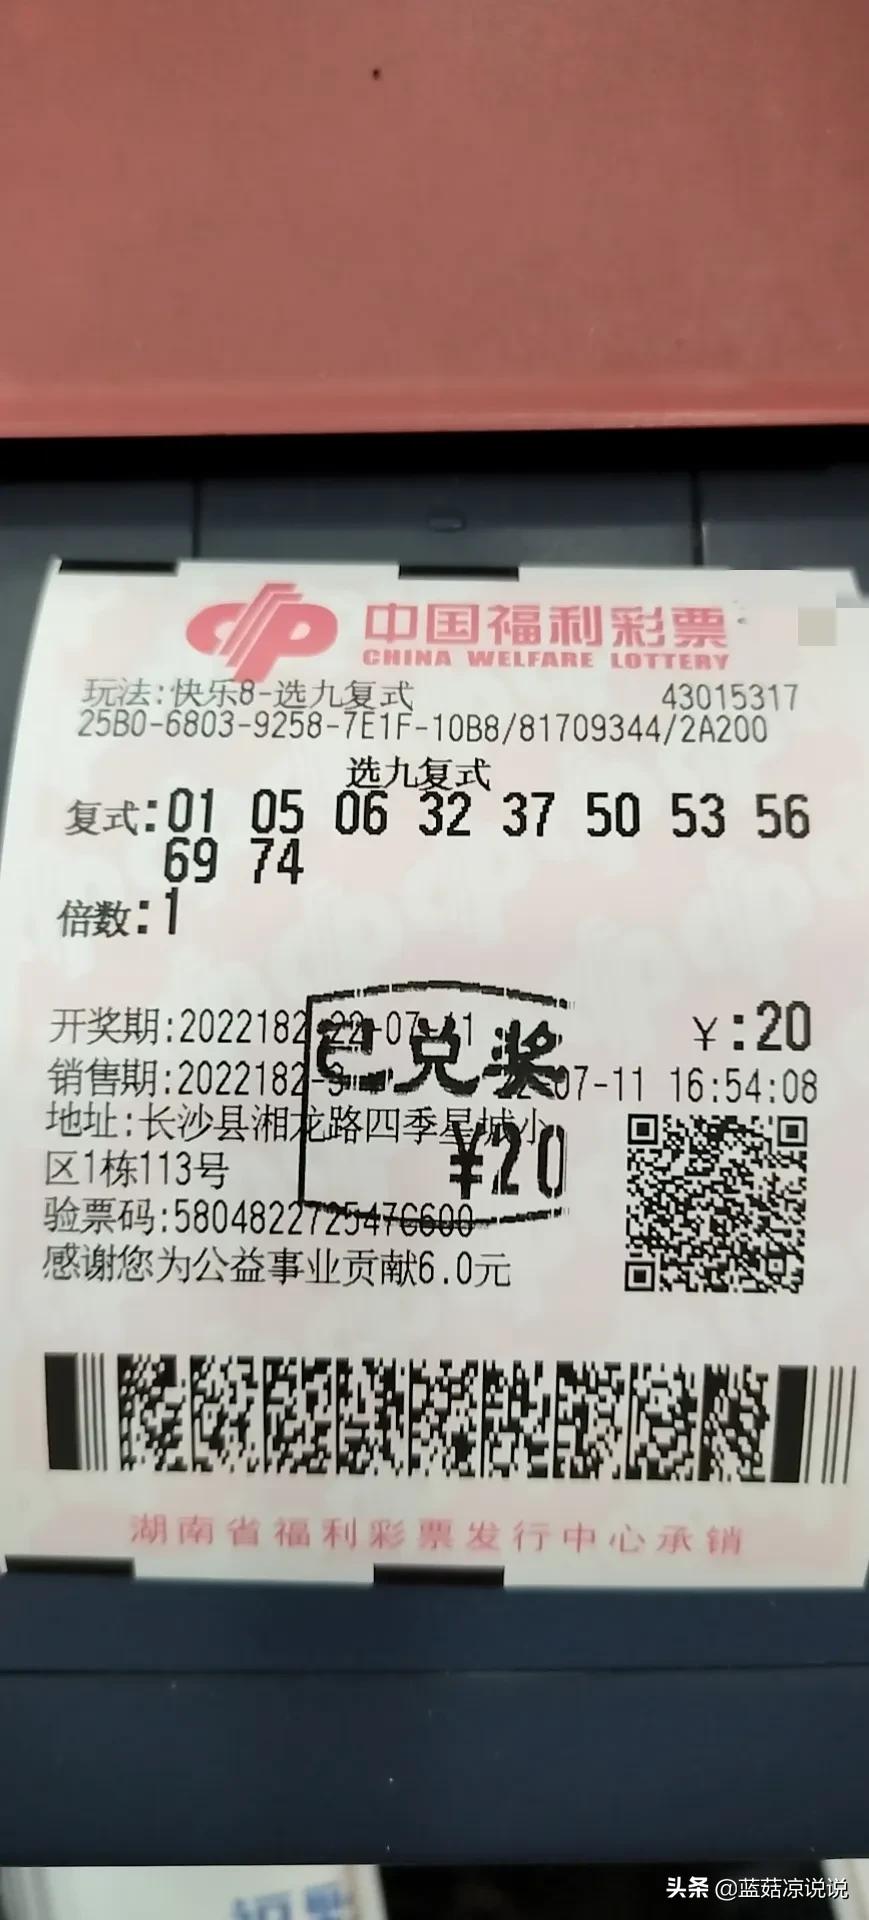 中国福利彩票
CHINA WELFARE LOTTERY
玩法:快乐8-选九复式 43015317
25B0-6803-9258-7E1F-10B8/81709344/2A200
选九复式
复式:01 05 06 32 37 50 53 56
69 74
倍数:1
开奖期:2022182 22-07-11 ¥:20
销售期:2022182- 22-07-11 16:54:08
已兑奖
¥20
地址:长沙县湘龙路四季星城小
区1栋113号
验票码:580482272547C600
感谢您为公益事业贡献6.0元
湖南省福利彩票发行中心承销
头条 @蓝菇凉说说